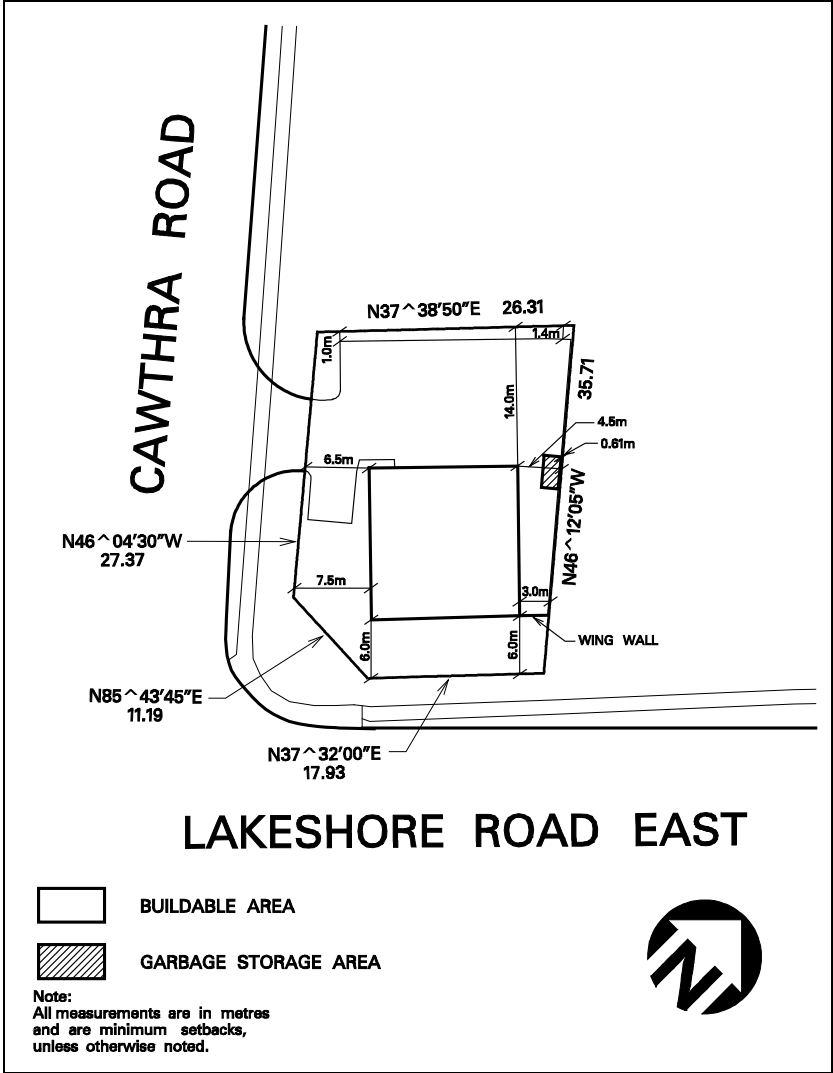 CAWTHRA ROAD
N37^38'50"E 26.31
1.0m
1.4m
35.71
14.0m
4.5m
0.61m
6.5m
N46^12'05"W
N46^04'30"W
27.37
7.5m
3.0m
6.0m
6.0m
WING WALL
N85^43'45"E
11.19
N37^32'00"E
17.93
LAKESHORE ROAD EAST
BUILDABLE AREA
GARBAGE STORAGE AREA
N
Note:
All measurements are in metres
and are minimum setbacks,
unless otherwise noted.